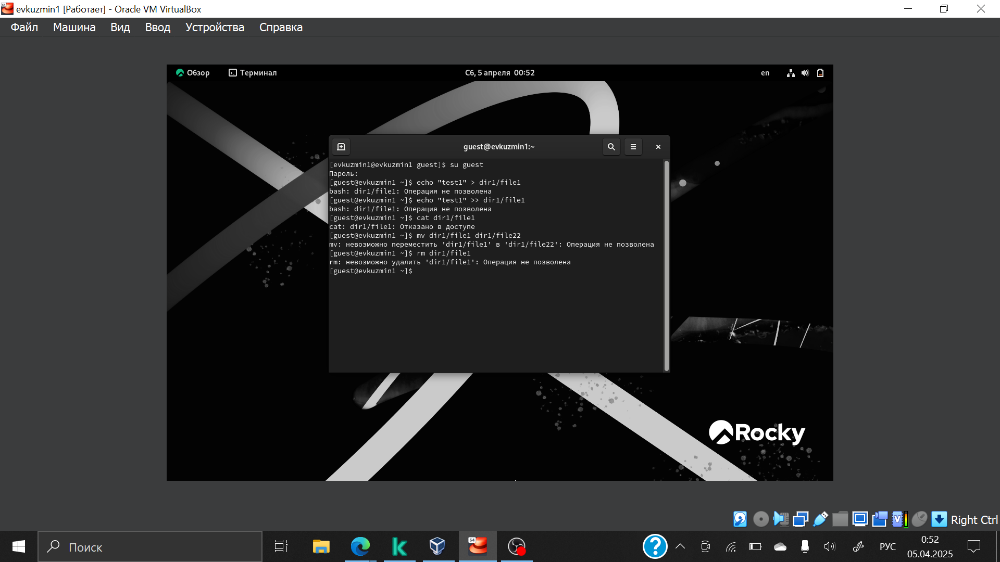 evkuzmin1 [Работает] - Oracle VM VirtualBox
Файл Машина Вид Ввод Устройства Справка
Обзор Терминал Сб, 5 апреля 00:52 en
guest@evkuzmin1:~
[evkuzmin1@evkuzmin1 guest]$ su guest
Пароль:
[guest@evkuzmin1 ~]$ echo "test1" > dir1/file1
bash: dir1/file1: Операция не позволена
[guest@evkuzmin1 ~]$ echo "test1" >> dir1/file1
bash: dir1/file1: Операция не позволена
[guest@evkuzmin1 ~]$ cat dir1/file1
cat: dir1/file1: Отказано в доступе
[guest@evkuzmin1 ~]$ mv dir1/file1 dir1/file22
mv: невозможно переместить 'dir1/file1' в 'dir1/file22': Операция не позволена
[guest@evkuzmin1 ~]$ rm dir1/file1
rm: невозможно удалить 'dir1/file1': Операция не позволена
[guest@evkuzmin1 ~]$
Rocky
Right Ctrl
Поиск
64
РУС
0:52
05.04.2025